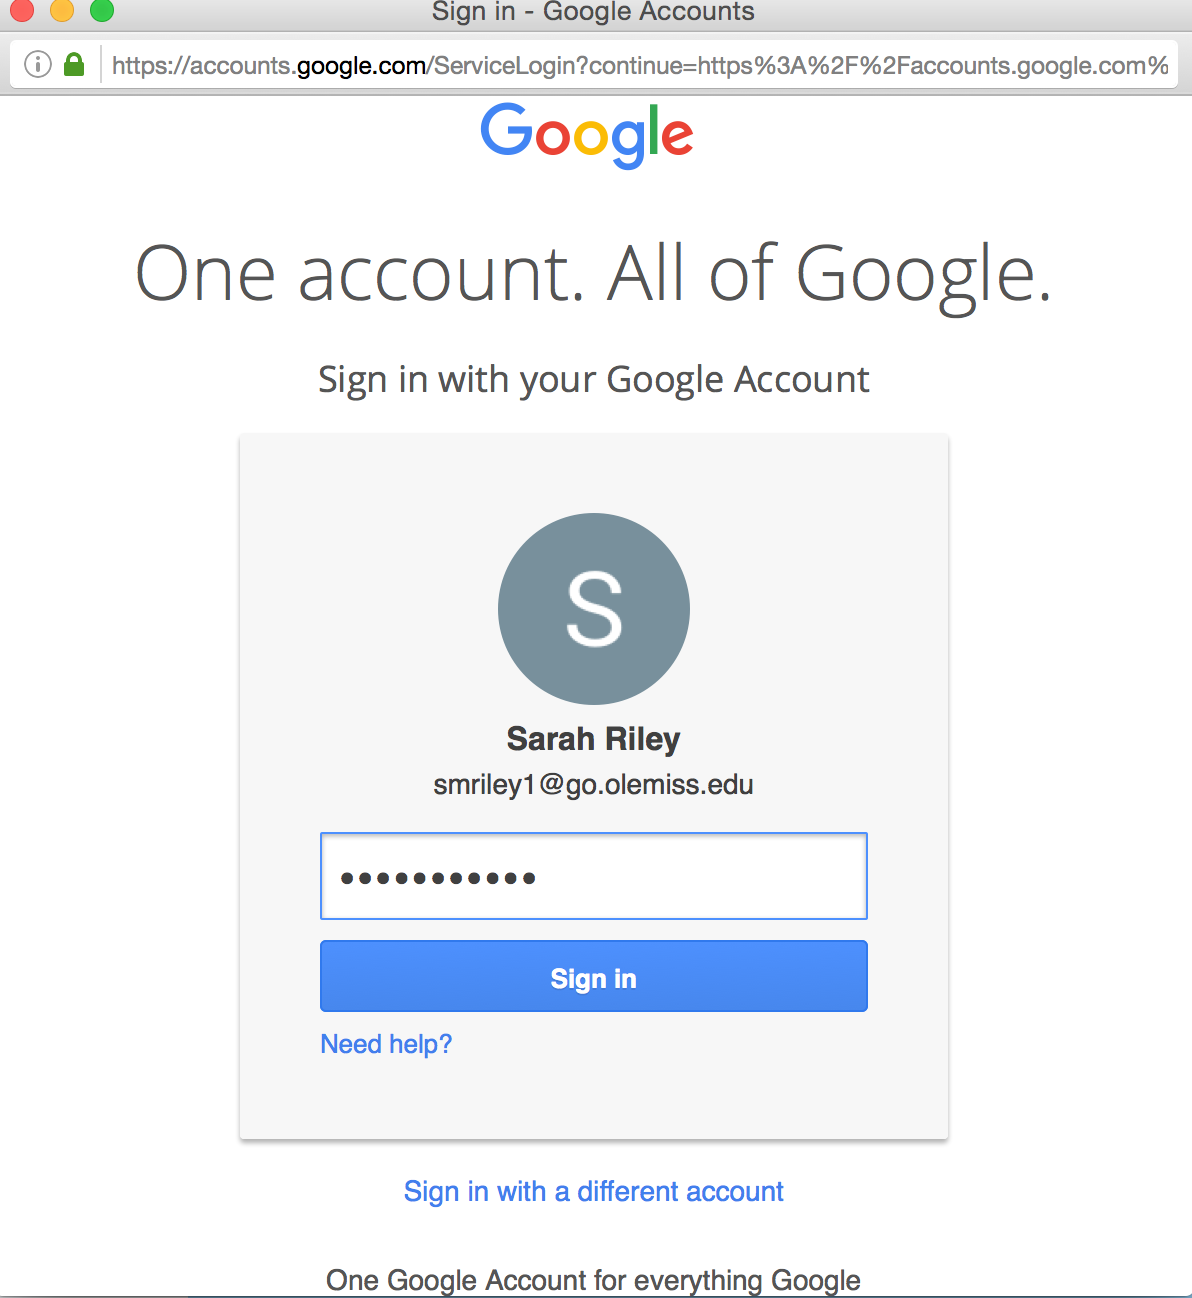 Sign in - Google Accounts
https://accounts.google.com/ServiceLogin?continue=https%3A%2F%2Faccounts.google.com%
Google
One account. All of Google.
Sign in with your Google Account
S
Sarah Riley
smriley1@go.olemiss.edu
•••••••••••
Sign in
Need help?
Sign in with a different account
One Google Account for everything Google